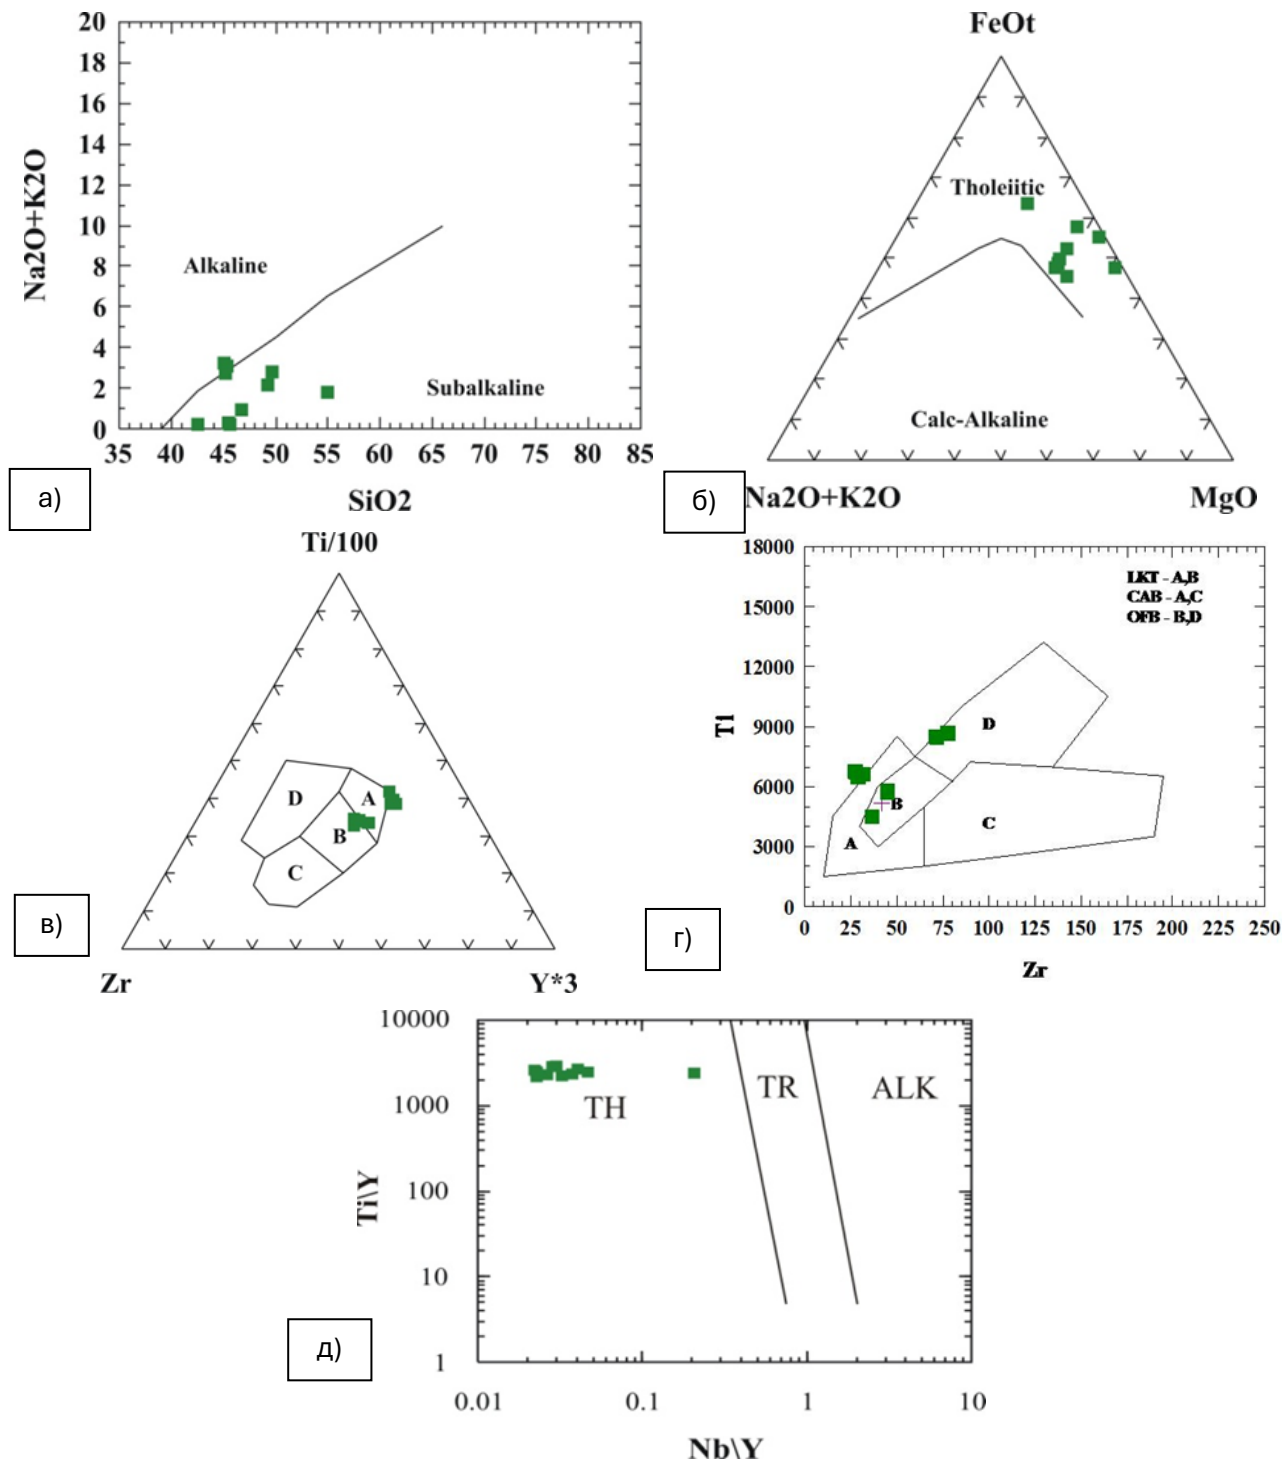 20
18
16
14
12
10
8
6
4
2
0
Na2O+K2O
Alkaline
Subalkaline
35 40 45 50 55 60 65 70 75 80 85
SiO2
а)
FeOt
Tholeiitic
Calc-Alkaline
Na2O+K2O
MgO
б)
Ti/100
D
A
B
C
Zr
Y*3
в)
18000
15000
12000
9000
6000
3000
0
Ti
LKT - A,B
CAB - A,C
OFB - B,D
D
B
C
A
0 25 50 75 100 125 150 175 200 225 250
Zr
г)
10000
1000
100
10
1
Ti\Y
TH
TR
ALK
0.01 0.1 1 10
Nb\Y
д)